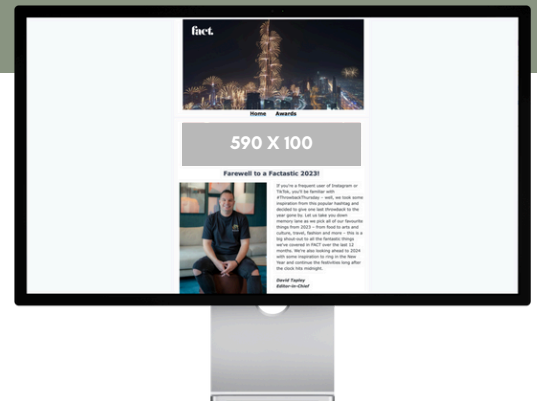 fact.
Home Awards
590 X 100
Farewell to a Factastic 2023!
If you're a frequent user of Instagram or
TikTok, you'll be familiar with
#ThrowbackThursday – well, we took some
inspiration from this popular hashtag and
decided to give one last throwback to the
year gone by. Let us take you down
memory lane as we pick all of our favourite
things from 2023 – from food to arts and
culture, travel, fashion and more – this is a
big shout-out to all the fantastic things
we've covered in FACT over the last 12
months. We're also looking ahead to 2024
with some inspiration to ring in the New
Year and continue the festivities long after
the clock hits midnight.
David Tapley
Editor-in-Chief